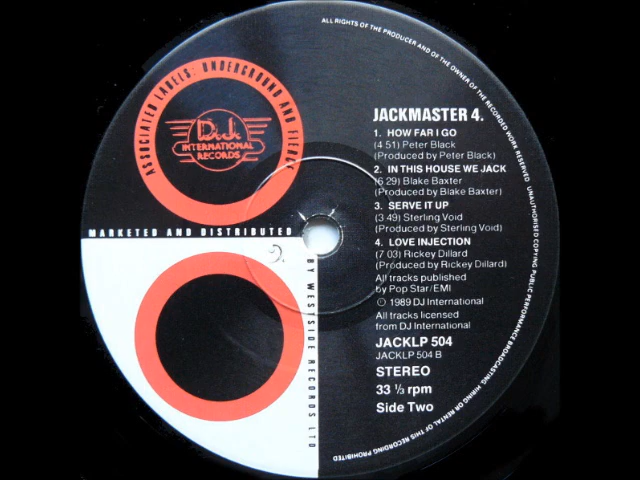 ALL RIGHTS OF THE PRODUCER AND OF THE OWNER OF THE RECORDED WORK RESERVED UNAUTHORISED COPYING PUBLIC PERFORMANCE BROADCASTING HIRING OR RENTAL OF THIS RECORDING PROHIBITED
ASSOCIATED LABELS: UNDERGROUND AND FIERCE
D.J.
INTERNATIONAL
RECORDS
MARKETED AND DISTRIBUTED
BY WESTSIDE RECORDS LTD
JACKMASTER 4.
1. HOW FAR I GO
(4 51) Peter Black
(Produced by Peter Black)
2. IN THIS HOUSE WE JACK
(6 29) Blake Baxter
(Produced by Blake Baxter)
3. SERVE IT UP
(3 49) Sterling Void
(Produced by Sterling Void)
4. LOVE INJECTION
(7 03) Rickey Dillard
(Produced by Rickey Dillard)
All tracks published
by Pop Star/EMI
℗ 1989 DJ International
All tracks licensed
from DJ International
JACKLP 504
JACKLP 504 B
STEREO
33 ⅓ rpm
Side Two